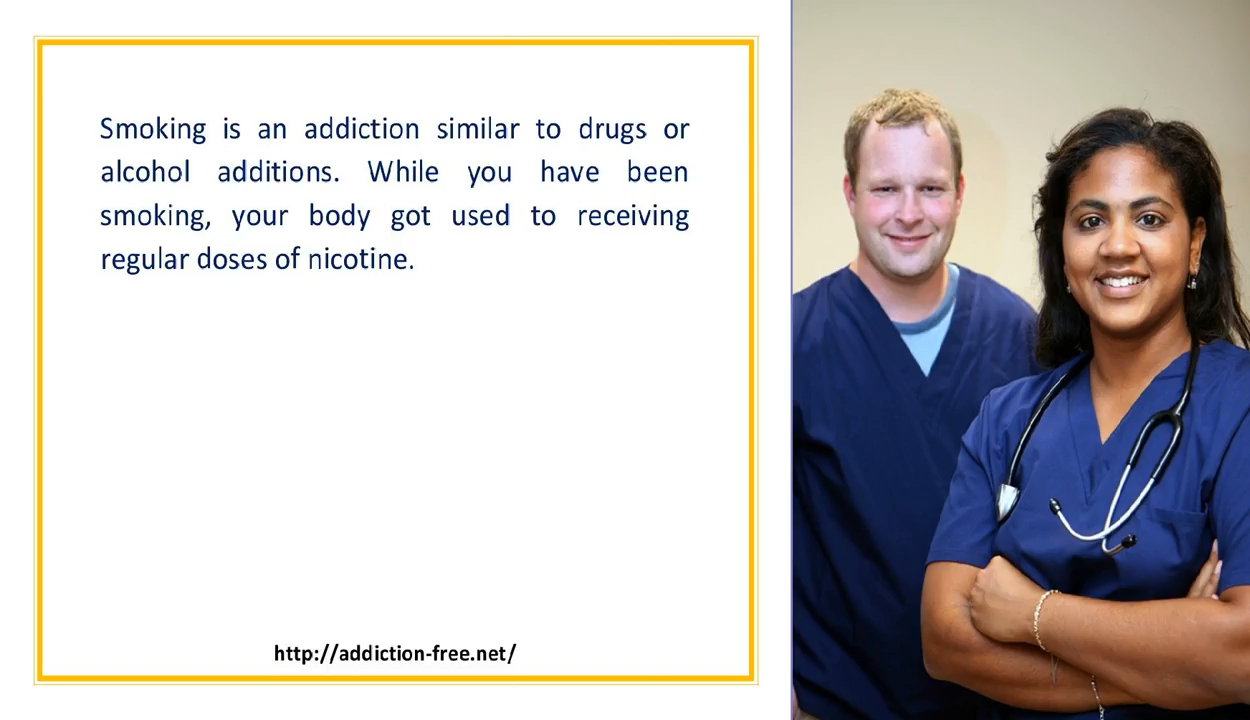 Smoking is an addiction similar to drugs or
alcohol additions. While you have been
smoking, your body got used to receiving
regular doses of nicotine.
http://addiction-free.net/